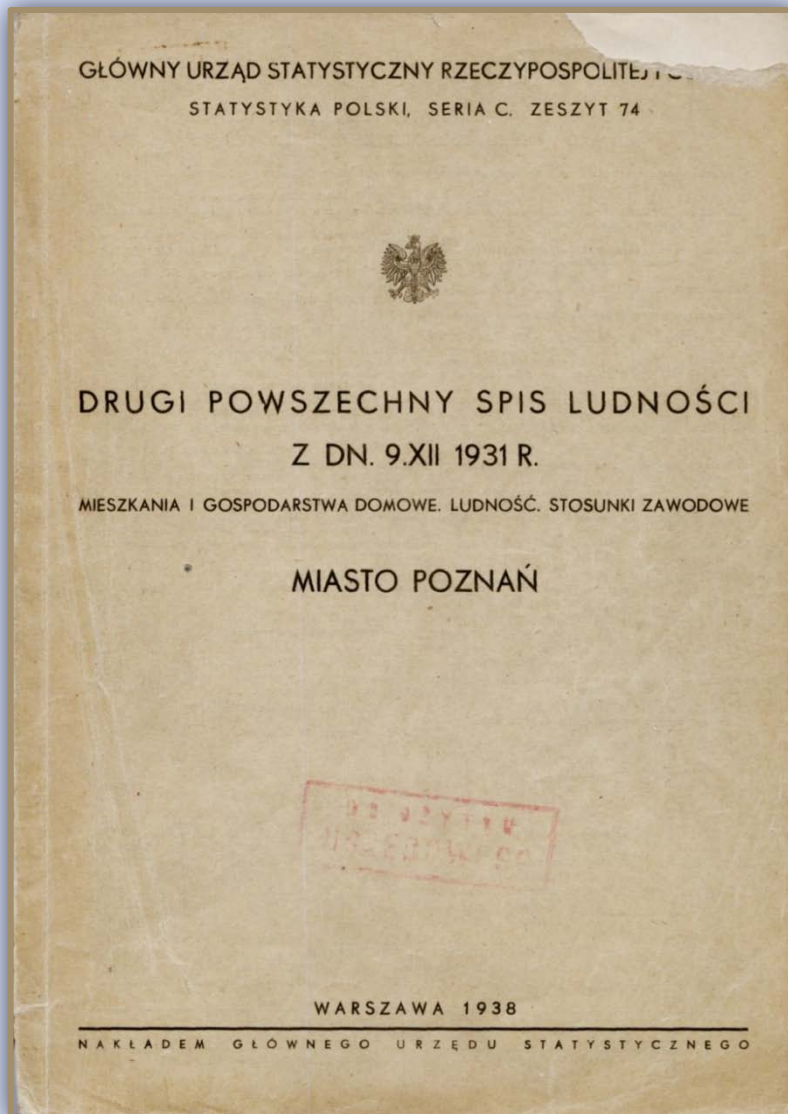 GŁÓWNY URZĄD STATYSTYCZNY RZECZYPOSPOLITEJ
STATYSTYKA POLSKI, SERIA C. ZESZYT 74
DRUGI POWSZECHNY SPIS LUDNOŚCI
Z DN. 9.XII 1931 R.
MIESZKANIA I GOSPODARSTWA DOMOWE. LUDNOŚĆ. STOSUNKI ZAWODOWE
MIASTO POZNAŃ
WARSZAWA 1938
NAKŁADEM GŁÓWNEGO URZĘDU STATYSTYCZNEGO